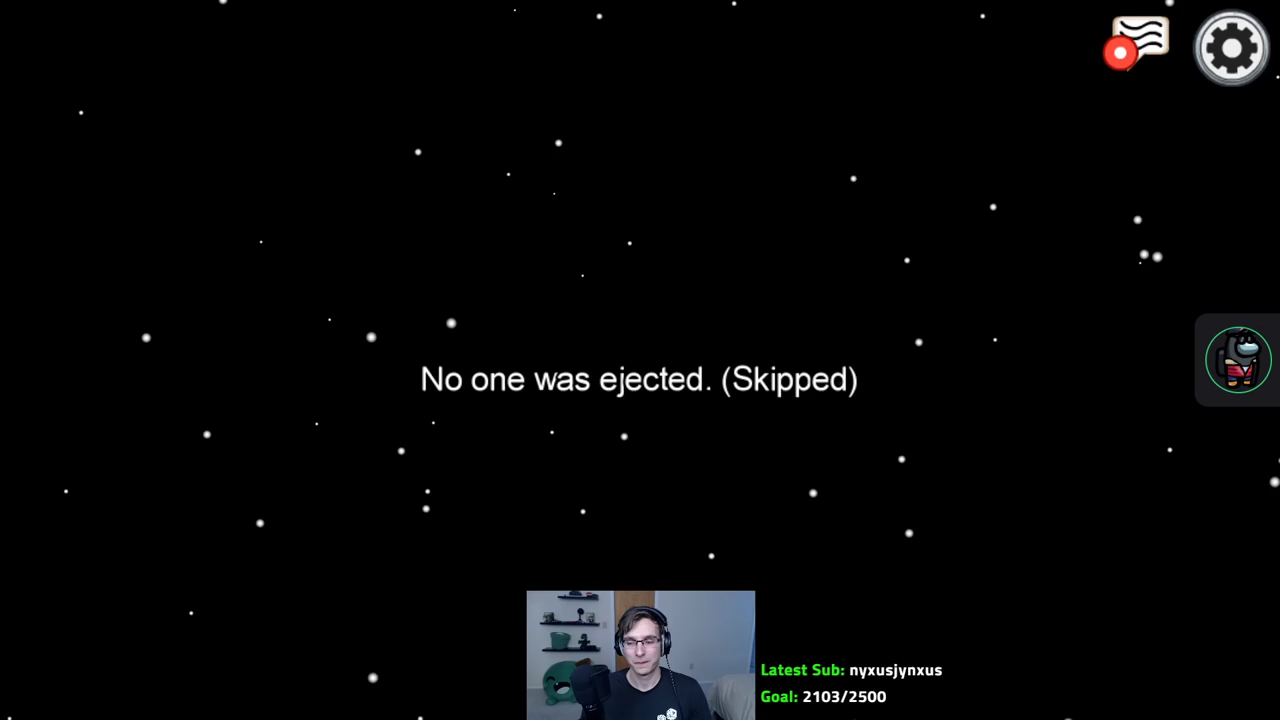 No one was ejected. (Skipped)
Latest Sub: nyxusjynxus
Goal: 2103/2500